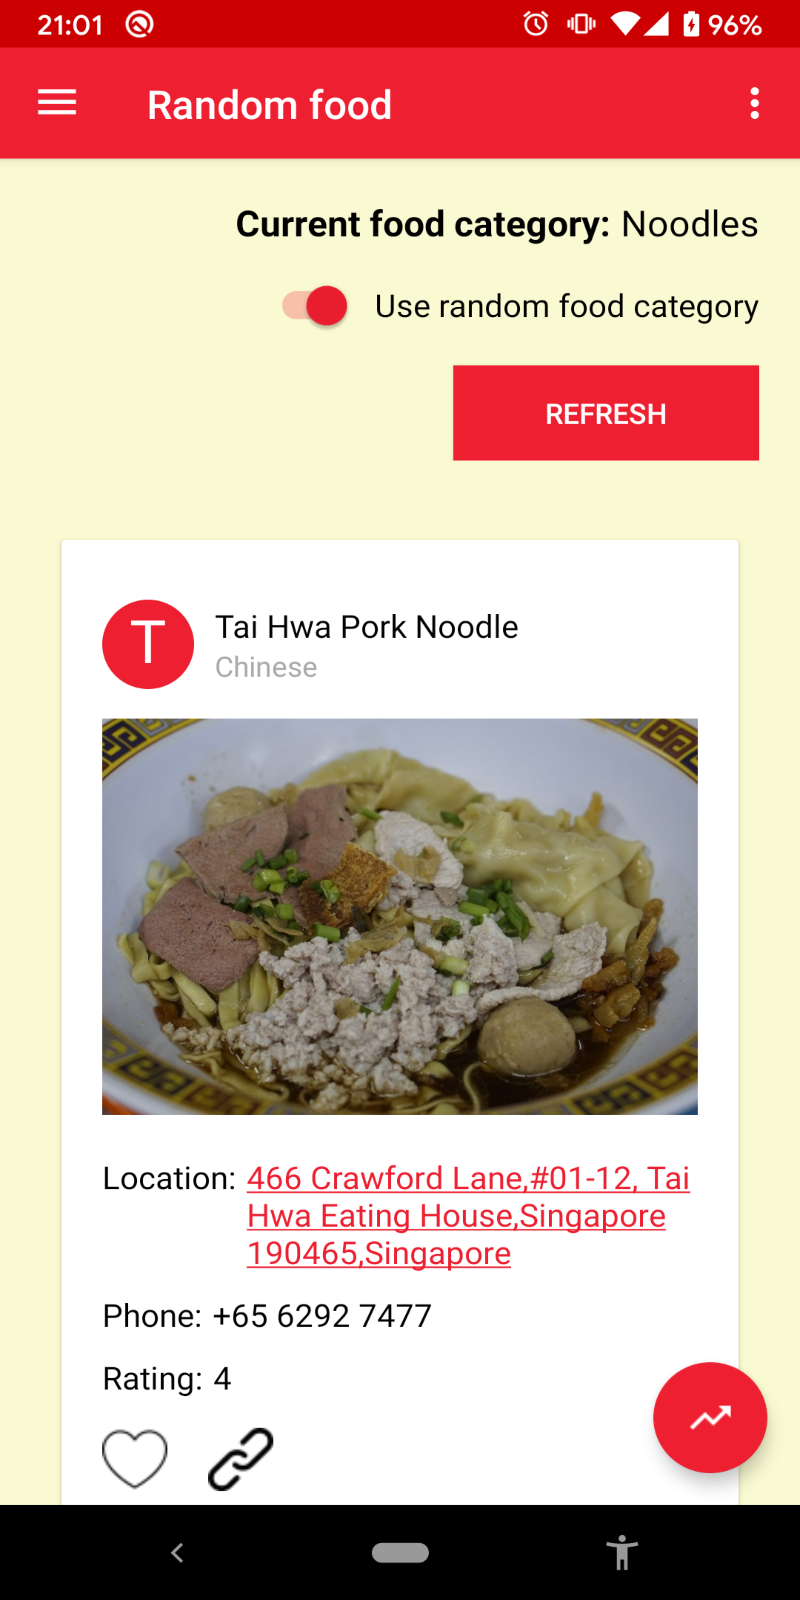 21:01
96%
Random food
Current food category: Noodles
Use random food category
REFRESH
T
Tai Hwa Pork Noodle
Chinese
Location: 466 Crawford Lane,#01-12, Tai
Hwa Eating House,Singapore
190465,Singapore
Phone: +65 6292 7477
Rating: 4